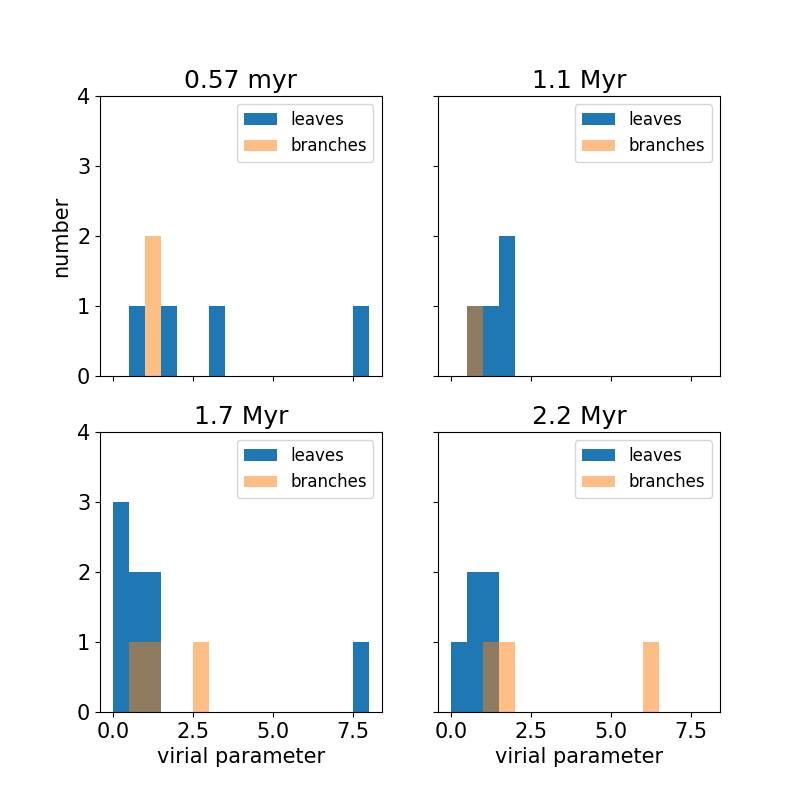 0.57 myr
1.1 Myr
4
3
2
1
0
number
leaves
branches
leaves
branches
1.7 Myr
2.2 Myr
4
3
2
1
0
leaves
branches
leaves
branches
0.0 2.5 5.0 7.5
0.0 2.5 5.0 7.5
virial parameter
virial parameter